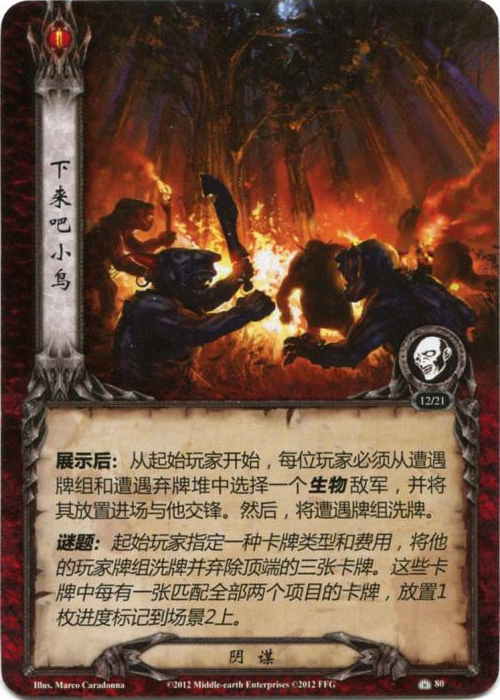 下来吧小鸟
12/21
展示后：从起始玩家开始，每位玩家必须从遭遇
牌组和遭遇弃牌堆中选择一个生物敌军，并将
其放置进场与他交锋。然后，将遭遇牌组洗牌。
谜题：起始玩家指定一种卡牌类型和费用，将他
的玩家牌组洗牌并弃除顶端的三张卡牌。这些卡
牌中每有一张匹配全部两个项目的卡牌，放置1
枚进度标记到场景2上。
阴谋
Illus. Marco Caradonna ©2012 Middle-earth Enterprises ©2012 FFG 80